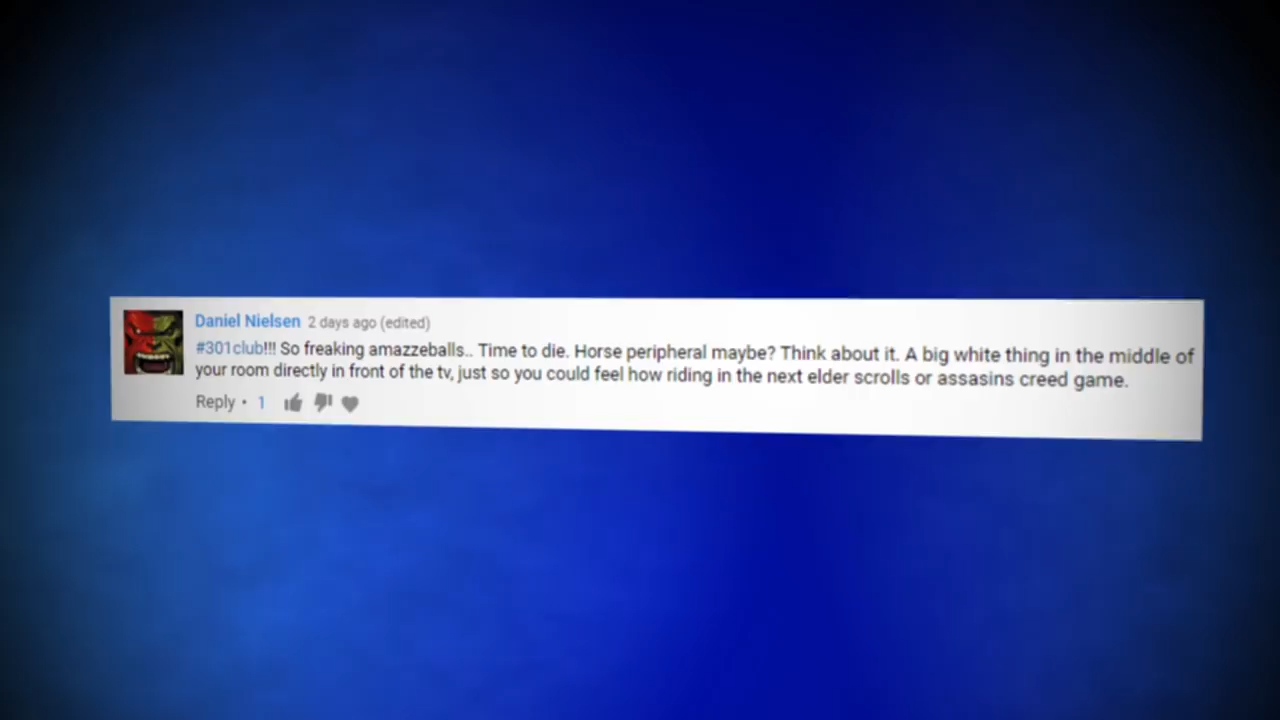 Daniel Nielsen 2 days ago (edited)
#301club!!! So freaking amazzeballs.. Time to die. Horse peripheral maybe? Think about it. A big white thing in the middle of
your room directly in front of the tv, just so you could feel how riding in the next elder scrolls or assasins creed game.
Reply • 1